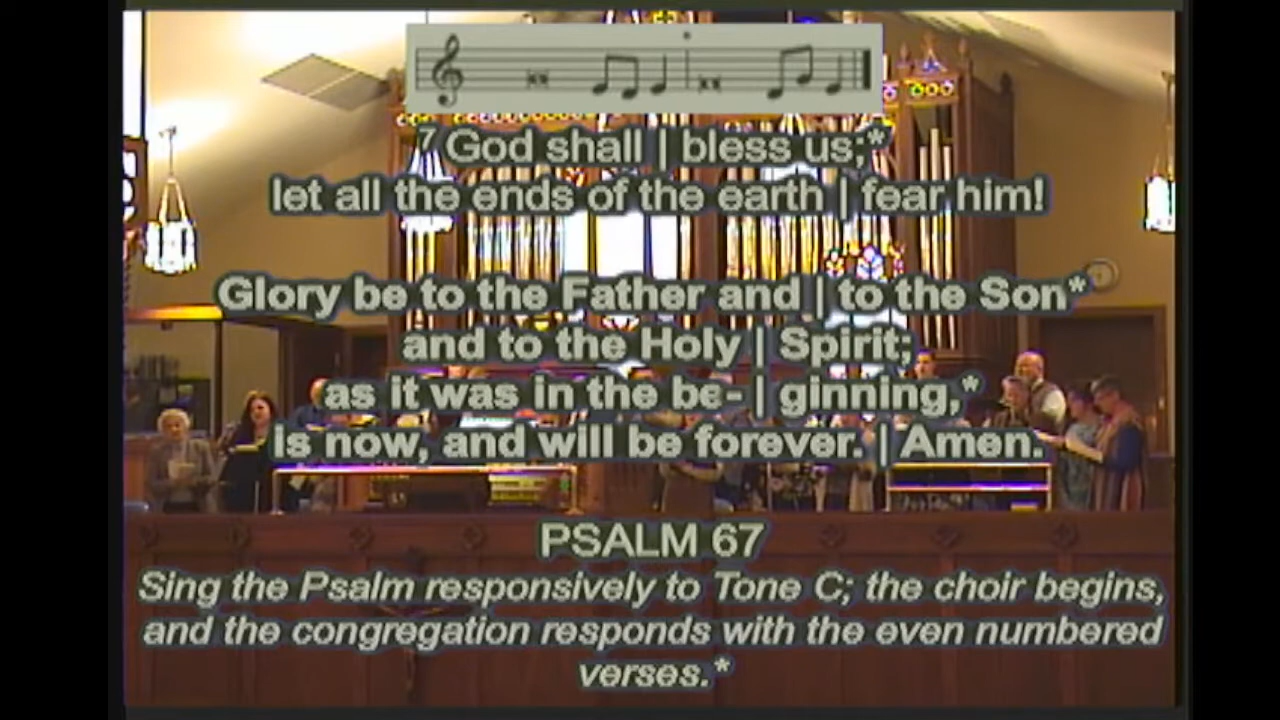 7 God shall | bless us;*
let all the ends of the earth | fear him!
Glory be to the Father and | to the Son*
and to the Holy | Spirit;
as it was in the be- | ginning,*
is now, and will be forever. | Amen.
PSALM 67
Sing the Psalm responsively to Tone C; the choir begins,
and the congregation responds with the even numbered
verses.*